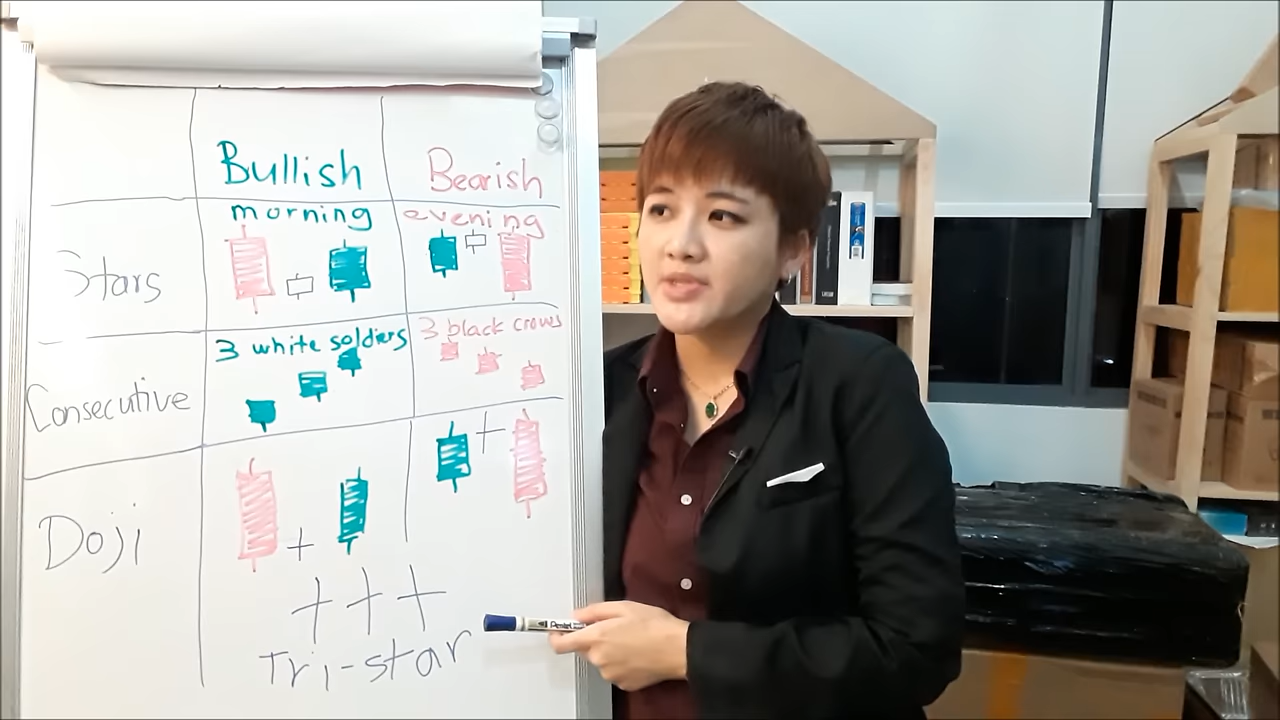 Bullish Bearish
morning evening
Stars
3 white soldiers 3 black crows
Consecutive
Doji
Tri-star
Pentel